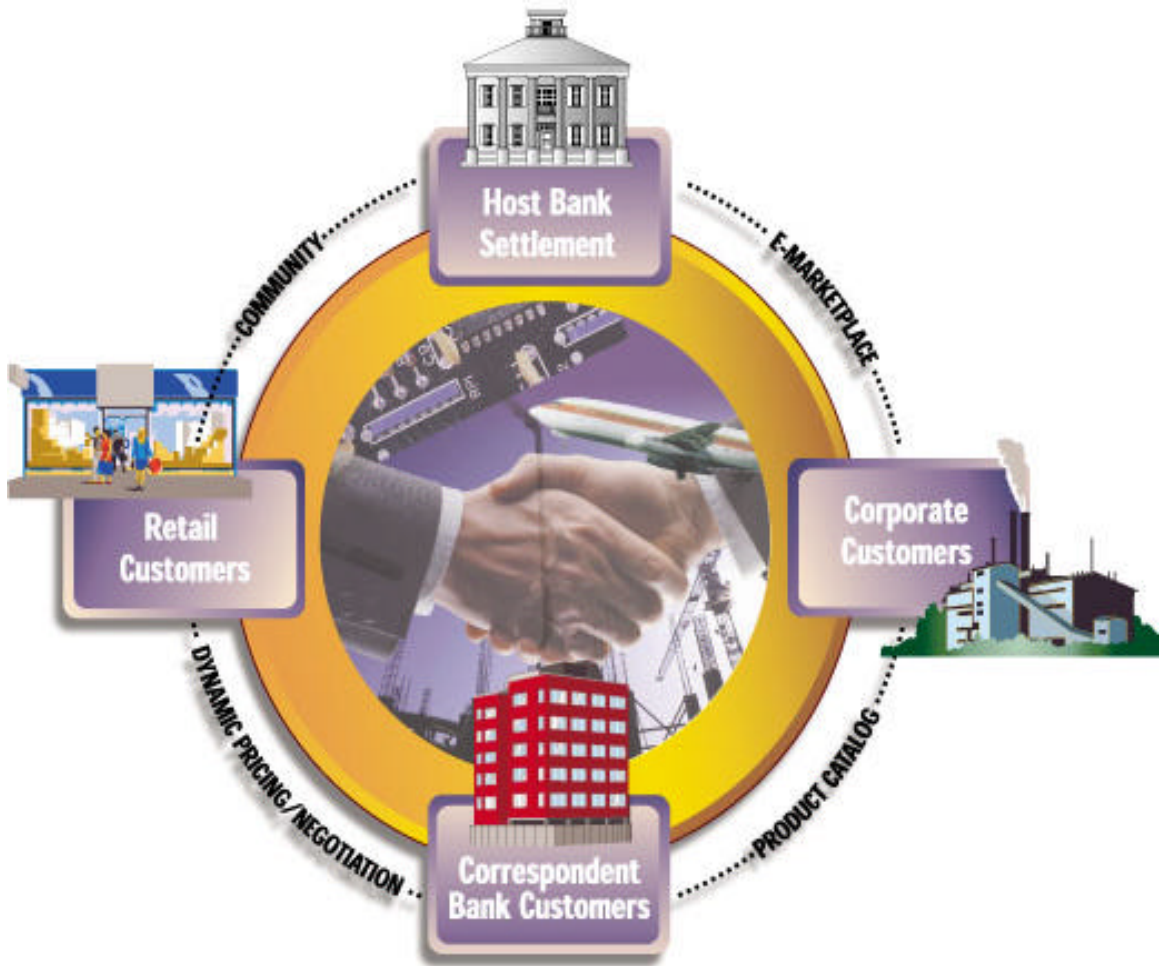 Host Bank
Settlement
COMMUNITY
E-MARKETPLACE
Retail
Customers
Corporate
Customers
DYNAMIC PRICING/NEGOTIATION
PRODUCT CATALOG
Correspondent
Bank Customers